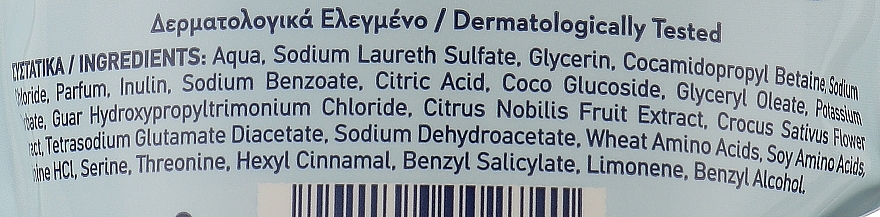 Δερματολογικά Ελεγμένο / Dermatologically Tested
ΣΥΣΤΑΤΙΚΑ / INGREDIENTS: Aqua, Sodium Laureth Sulfate, Glycerin, Cocamidopropyl Betaine, Sodium
Chloride, Parfum, Inulin, Sodium Benzoate, Citric Acid, Coco Glucoside, Glyceryl Oleate, Potassium
Guar Hydroxypropyltrimonium Chloride, Citrus Nobilis Fruit Extract, Crocus Sativus Flower
Tetrasodium Glutamate Diacetate, Sodium Dehydroacetate, Wheat Amino Acids, Soy Amino Acids,
HCl, Serine, Threonine, Hexyl Cinnamal, Benzyl Salicylate, Limonene, Benzyl Alcohol.